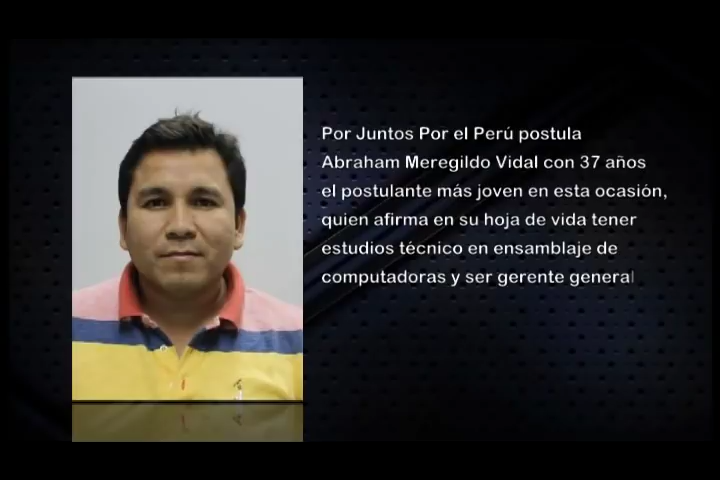 Por Juntos Por el Perú postula
Abraham Meregildo Vidal con 37 años
el postulante más joven en esta ocasión,
quien afirma en su hoja de vida tener
estudios técnico en ensamblaje de
computadoras y ser gerente general